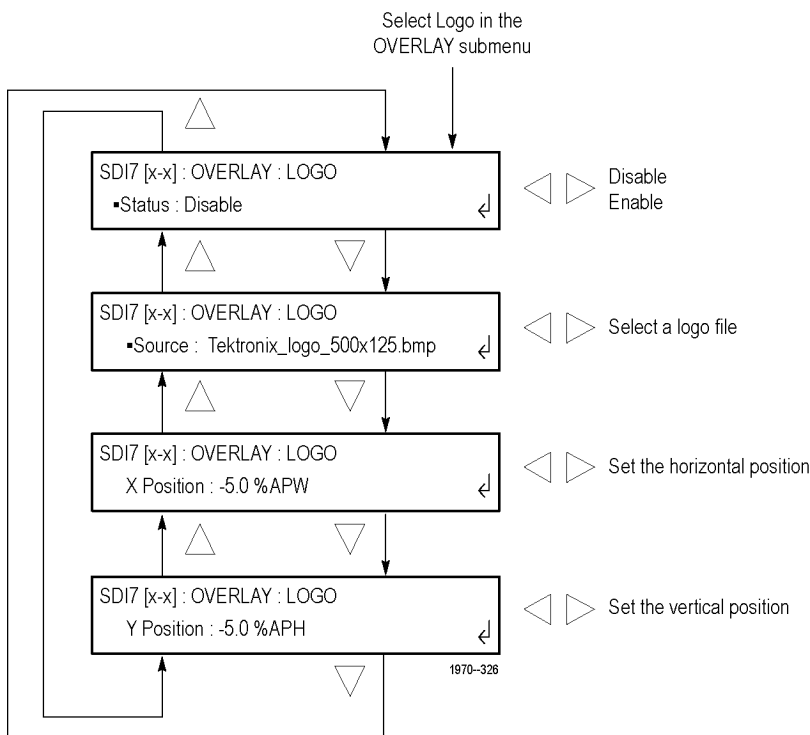 Select Logo in the
OVERLAY submenu
SDI7 [x-x] : OVERLAY : LOGO
▪Status : Disable
Disable
Enable
SDI7 [x-x] : OVERLAY : LOGO
▪Source : Tektronix_logo_500x125.bmp
Select a logo file
SDI7 [x-x] : OVERLAY : LOGO
X Position : -5.0 %APW
Set the horizontal position
SDI7 [x-x] : OVERLAY : LOGO
Y Position : -5.0 %APH
Set the vertical position
1970--326